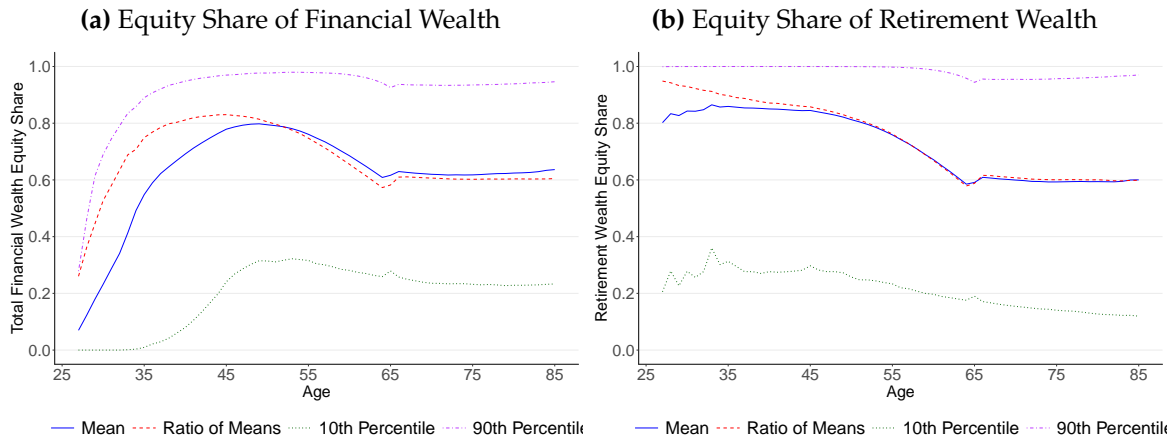 (a) Equity Share of Financial Wealth
Total Financial Wealth Equity Share
1.0
0.8
0.6
0.4
0.2
0.0
25 35 45 55 65 75 85
Age
Mean Ratio of Means 10th Percentile 90th Percentile
(b) Equity Share of Retirement Wealth
Retirement Wealth Equity Share
1.0
0.8
0.6
0.4
0.2
0.0
25 35 45 55 65 75 85
Age
Mean Ratio of Means 10th Percentile 90th Percentile